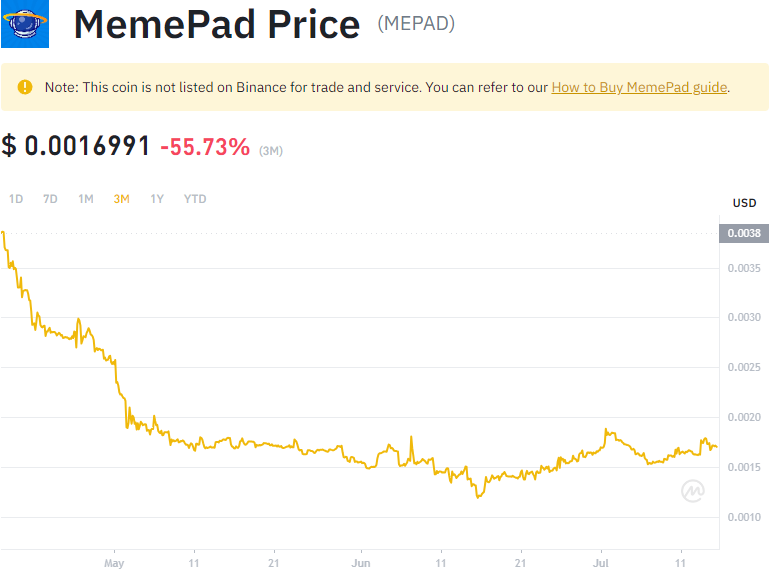 MemePad Price (MEPAD)
Note: This coin is not listed on Binance for trade and service. You can refer to our How to Buy MemePad guide.
$ 0.0016991 -55.73% (3M)
1D 7D 1M 3M 1Y YTD
USD
0.0038
0.0035
0.0030
0.0025
0.0020
0.0015
0.0010
May 11 21 Jun 11 21 Jul 11